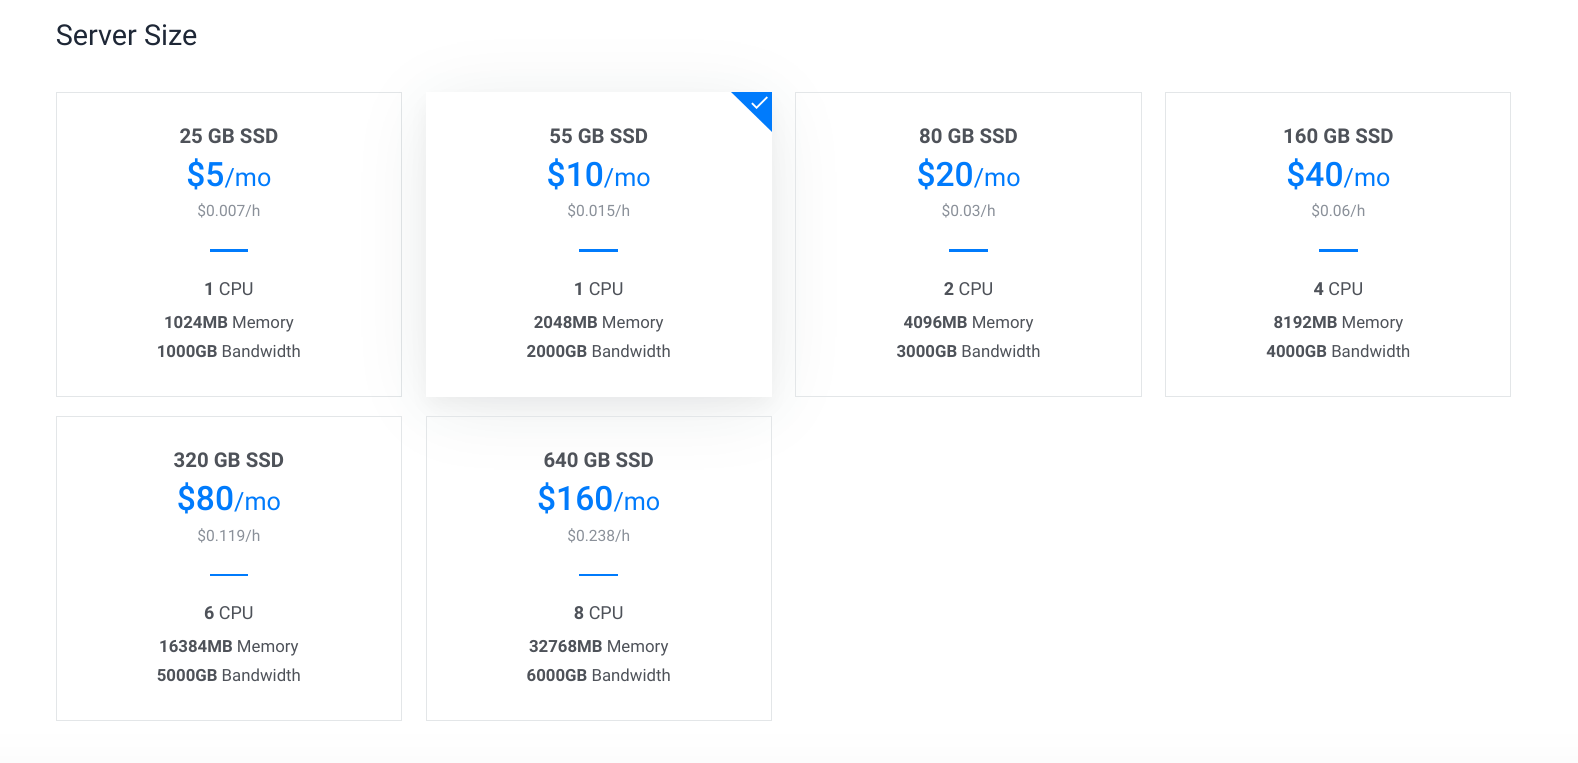 Server Size
25 GB SSD
$5/mo
$0.007/h
1 CPU
1024MB Memory
1000GB Bandwidth
55 GB SSD
$10/mo
$0.015/h
1 CPU
2048MB Memory
2000GB Bandwidth
80 GB SSD
$20/mo
$0.03/h
2 CPU
4096MB Memory
3000GB Bandwidth
160 GB SSD
$40/mo
$0.06/h
4 CPU
8192MB Memory
4000GB Bandwidth
320 GB SSD
$80/mo
$0.119/h
6 CPU
16384MB Memory
5000GB Bandwidth
640 GB SSD
$160/mo
$0.238/h
8 CPU
32768MB Memory
6000GB Bandwidth